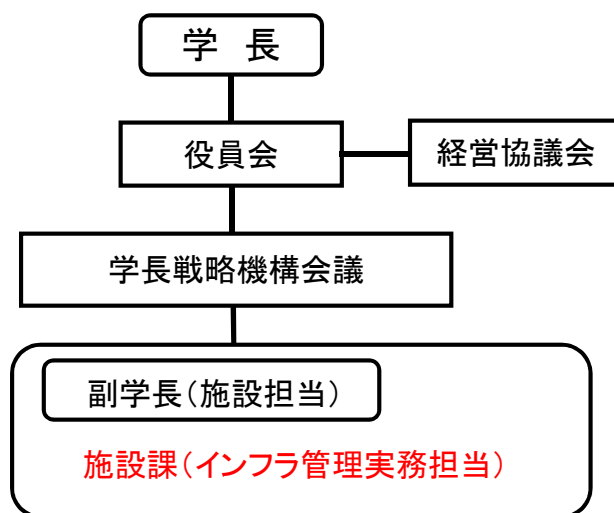 学 長
役員会
経営協議会
学長戦略機構会議
副学長（施設担当）
施設課（インフラ管理実務担当）